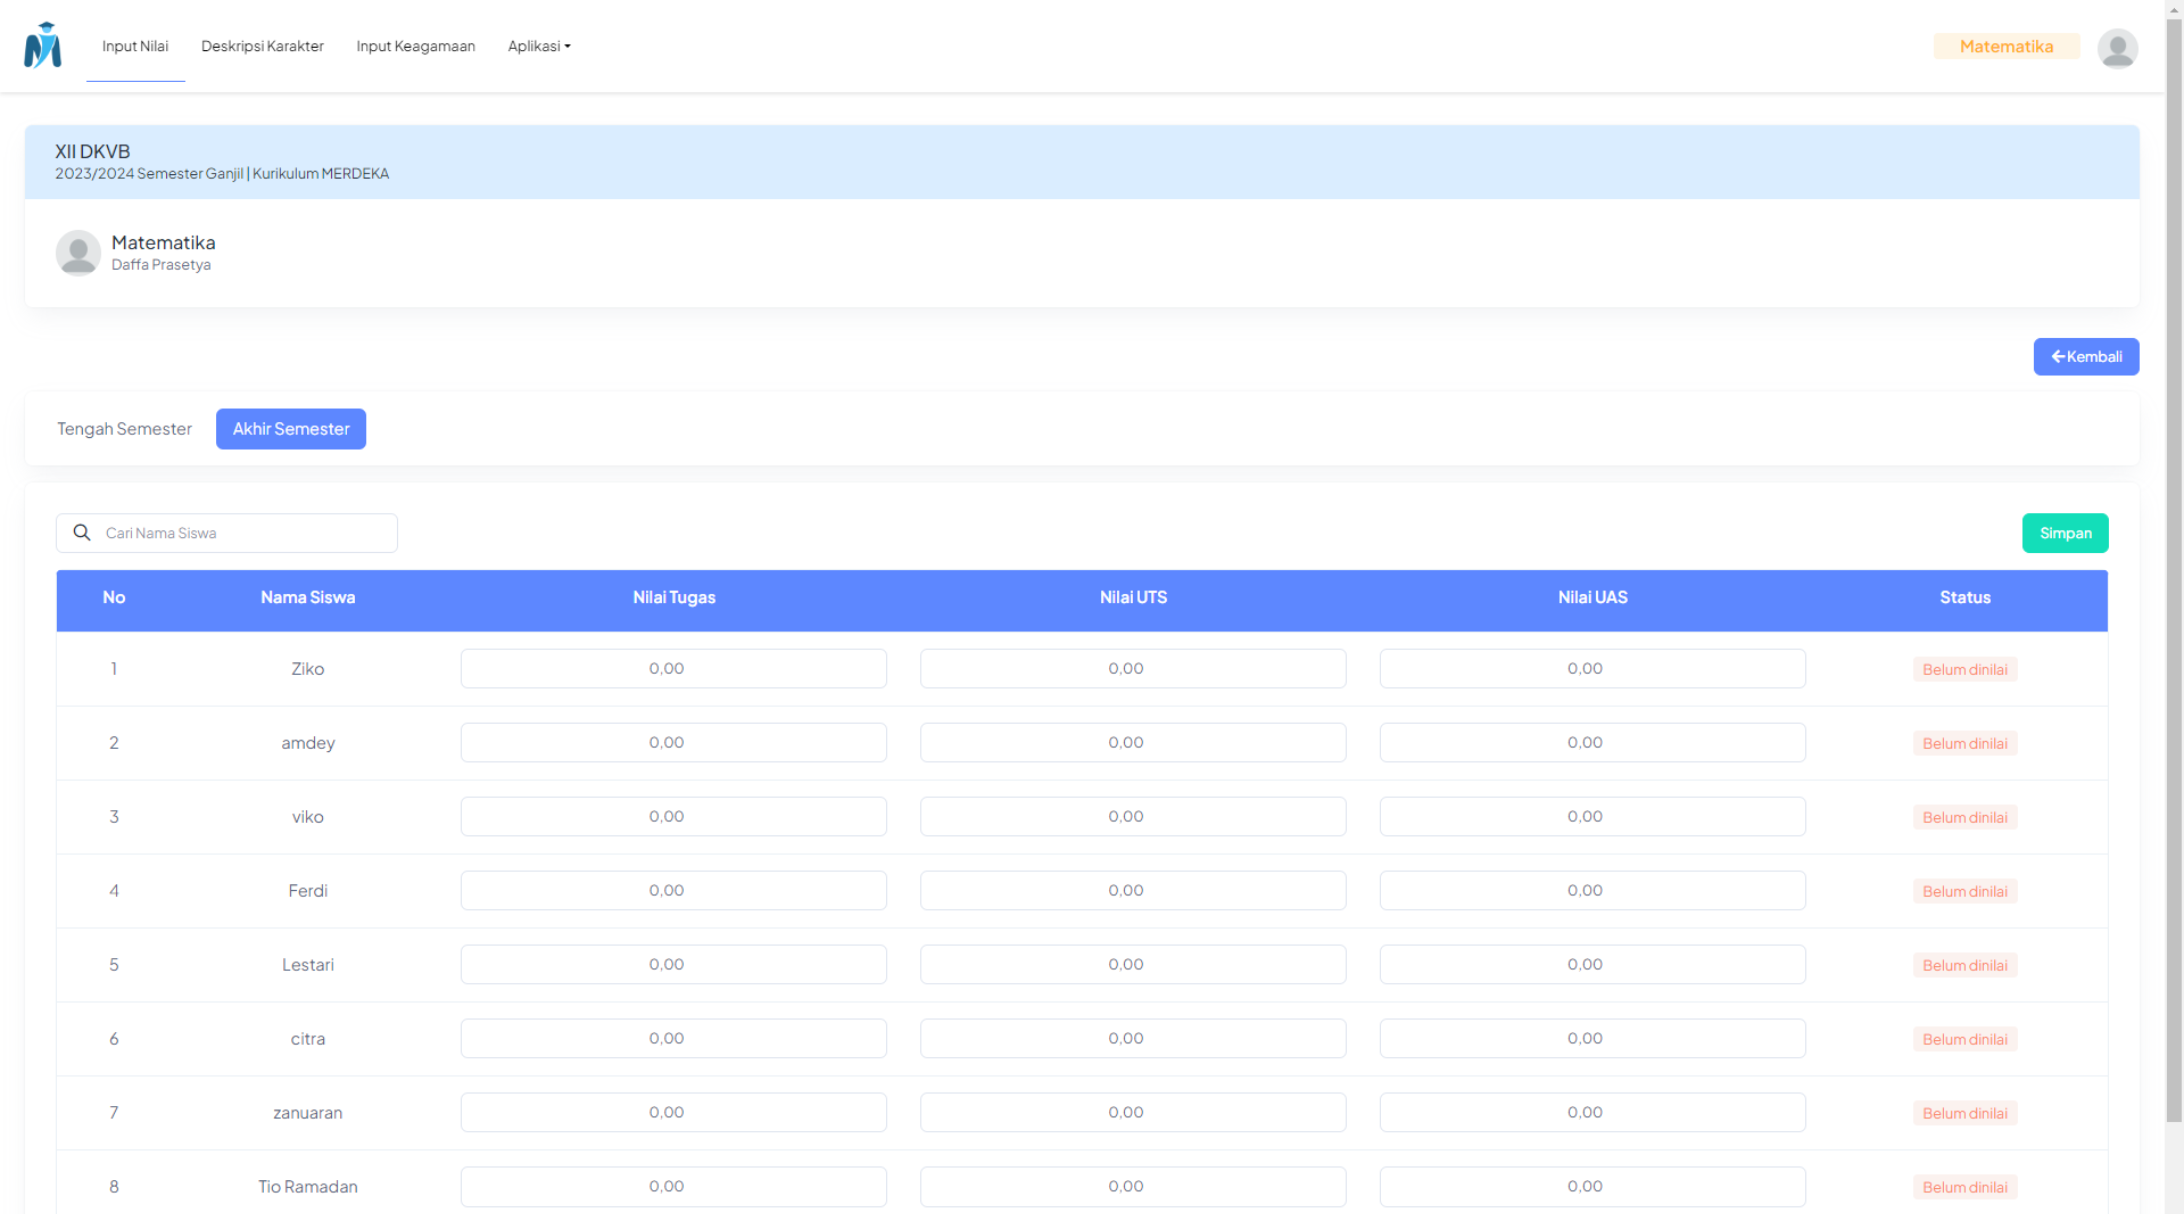 Input Nilai Deskripsi Karakter Input Keagamaan Aplikasi Matematika
XII DKVB
2023/2024 Semester Ganjil | Kurikulum MERDEKA
Matematika
Daffa Prasetya
Kembali
Tengah Semester Akhir Semester
Cari Nama Siswa Simpan
No Nama Siswa Nilai Tugas Nilai UTS Nilai UAS Status
1 Ziko 0,00 0,00 0,00 Belum dinilai
2 amdey 0,00 0,00 0,00 Belum dinilai
3 viko 0,00 0,00 0,00 Belum dinilai
4 Ferdi 0,00 0,00 0,00 Belum dinilai
5 Lestari 0,00 0,00 0,00 Belum dinilai
6 citra 0,00 0,00 0,00 Belum dinilai
7 zanuaran 0,00 0,00 0,00 Belum dinilai
8 Tio Ramadan 0,00 0,00 0,00 Belum dinilai